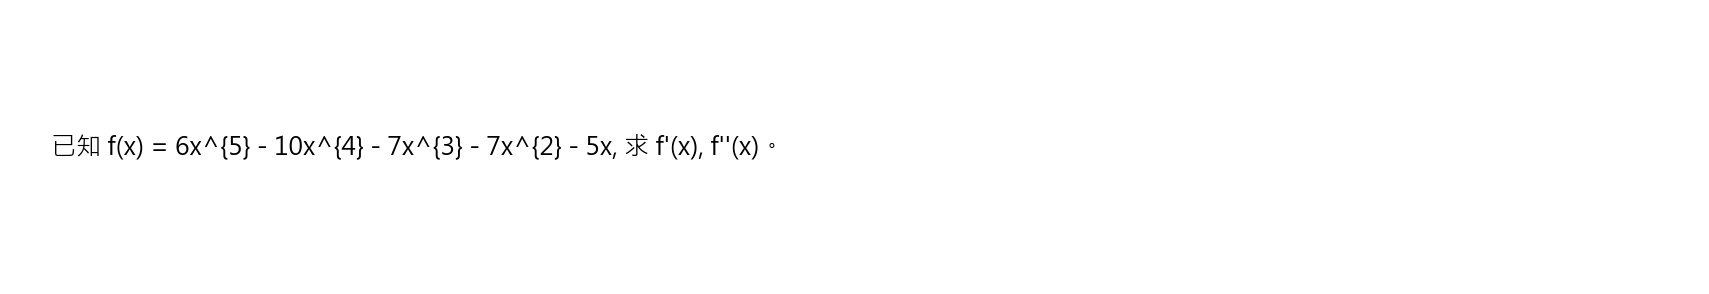 已知 f(x) = 6x^{5} - 10x^{4} - 7x^{3} - 7x^{2} - 5x, 求 f'(x), f''(x)。